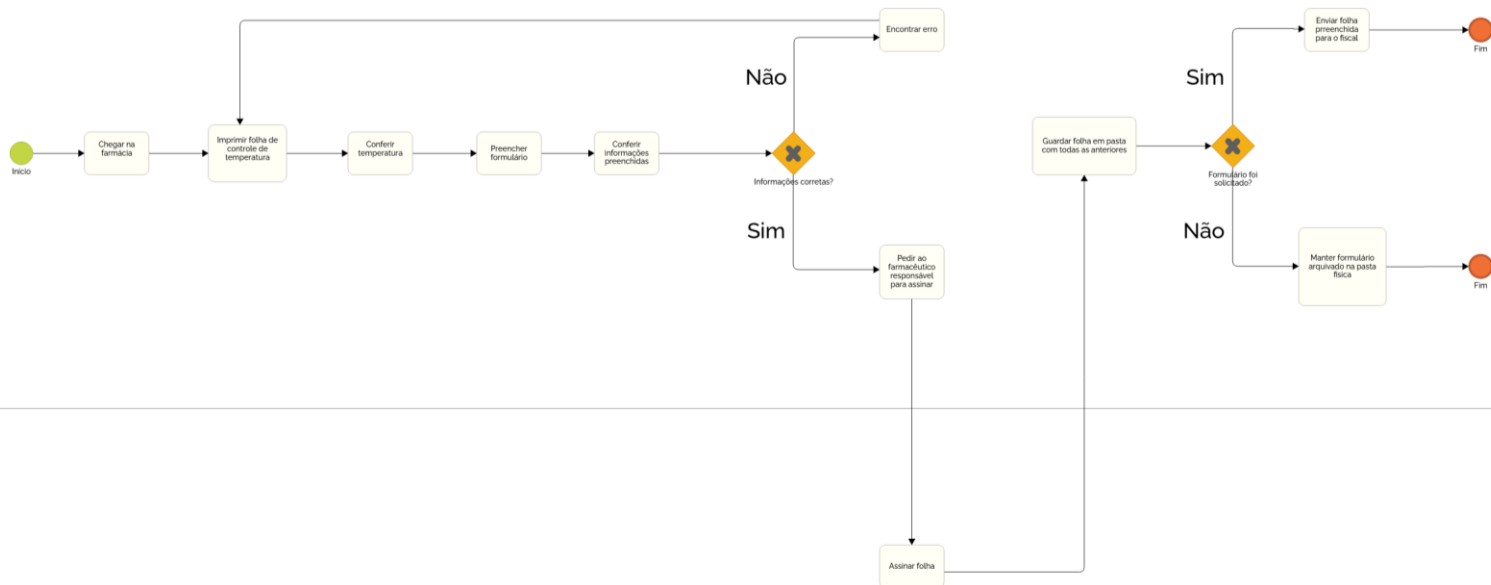 Início
Chegar na
farmácia
Imprimir folha de
controle de
temperatura
Conferir
temperatura
Preencher
formulário
Conferir
informações
preenchidas
Informações corretas?
Não
Encontrar erro
Sim
Pedir ao
farmacêutico
responsável
para assinar
Assinar folha
Guardar folha em pasta
com todas as anteriores
Formulário foi
solicitado?
Sim
Enviar folha
prreenchida
para o fiscal
Fim
Não
Manter formulário
arquivado na pasta
física
Fim